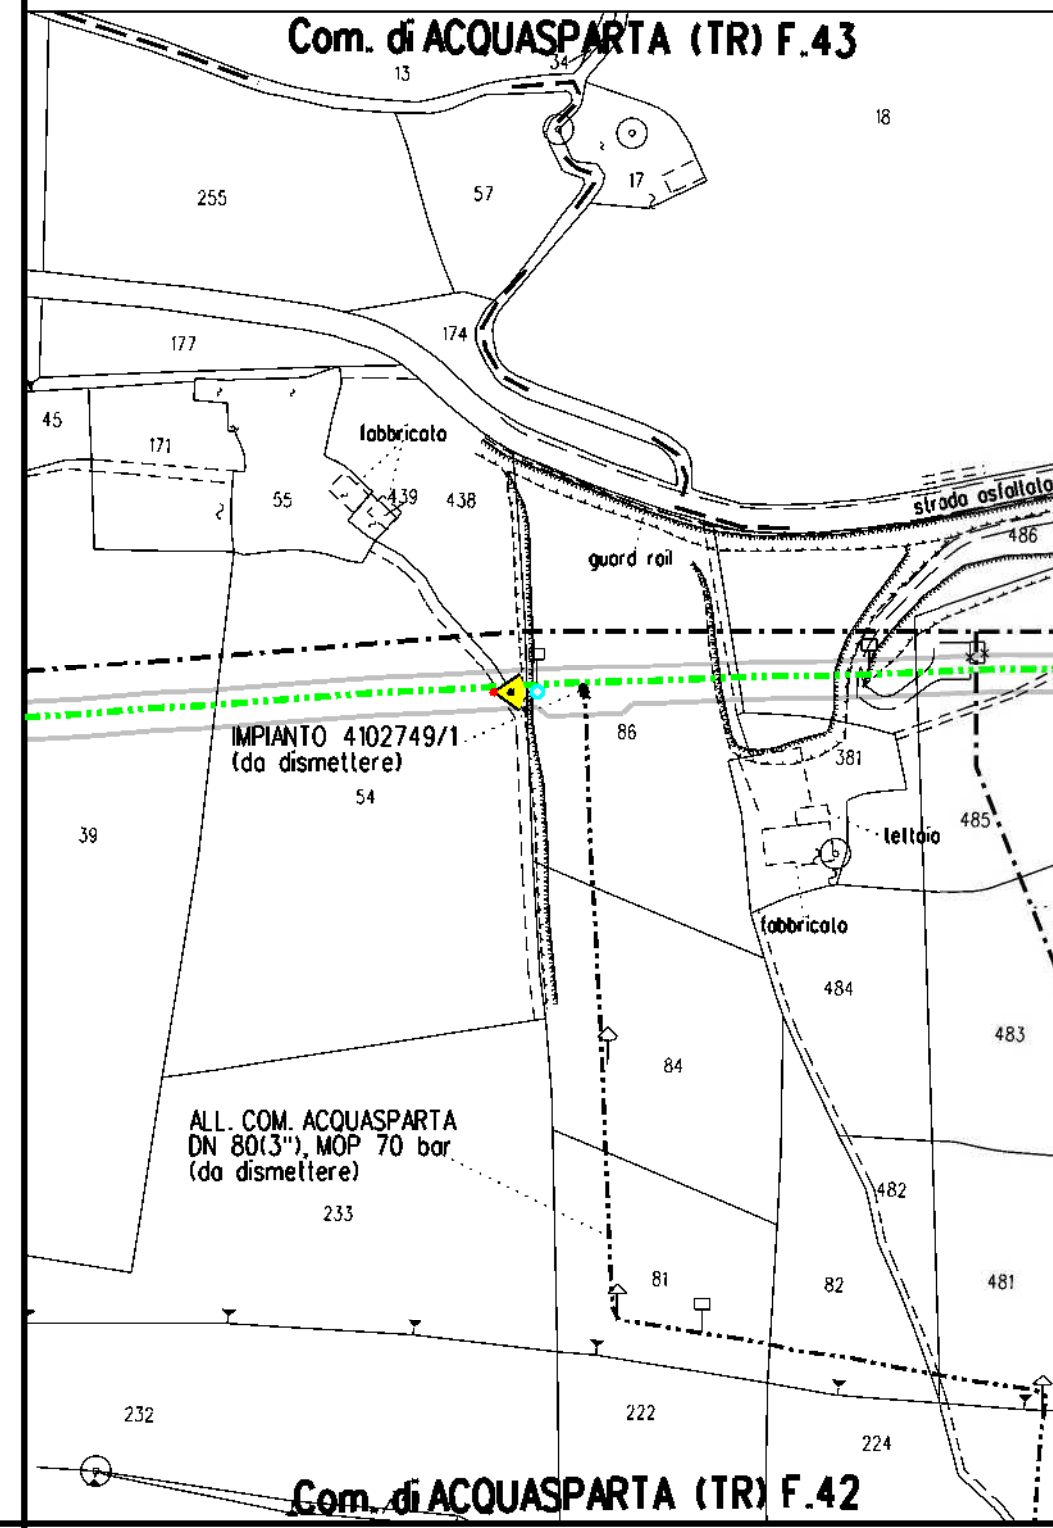 Com. di ACQUASPARTA (TR) F.43
34
13
18
17
57
255
174
177
45
171
fabbricato
55
439
438
strada asfaltata
486
guard rail
IMPIANTO 4102749/1
(da dismettere)
86
381
54
39
485
lettaio
fabbricato
484
483
84
ALL. COM. ACQUASPARTA
DN 80(3"), MOP 70 bar
(da dismettere)
482
233
81
82
481
232
222
224
Com. di ACQUASPARTA (TR) F.42